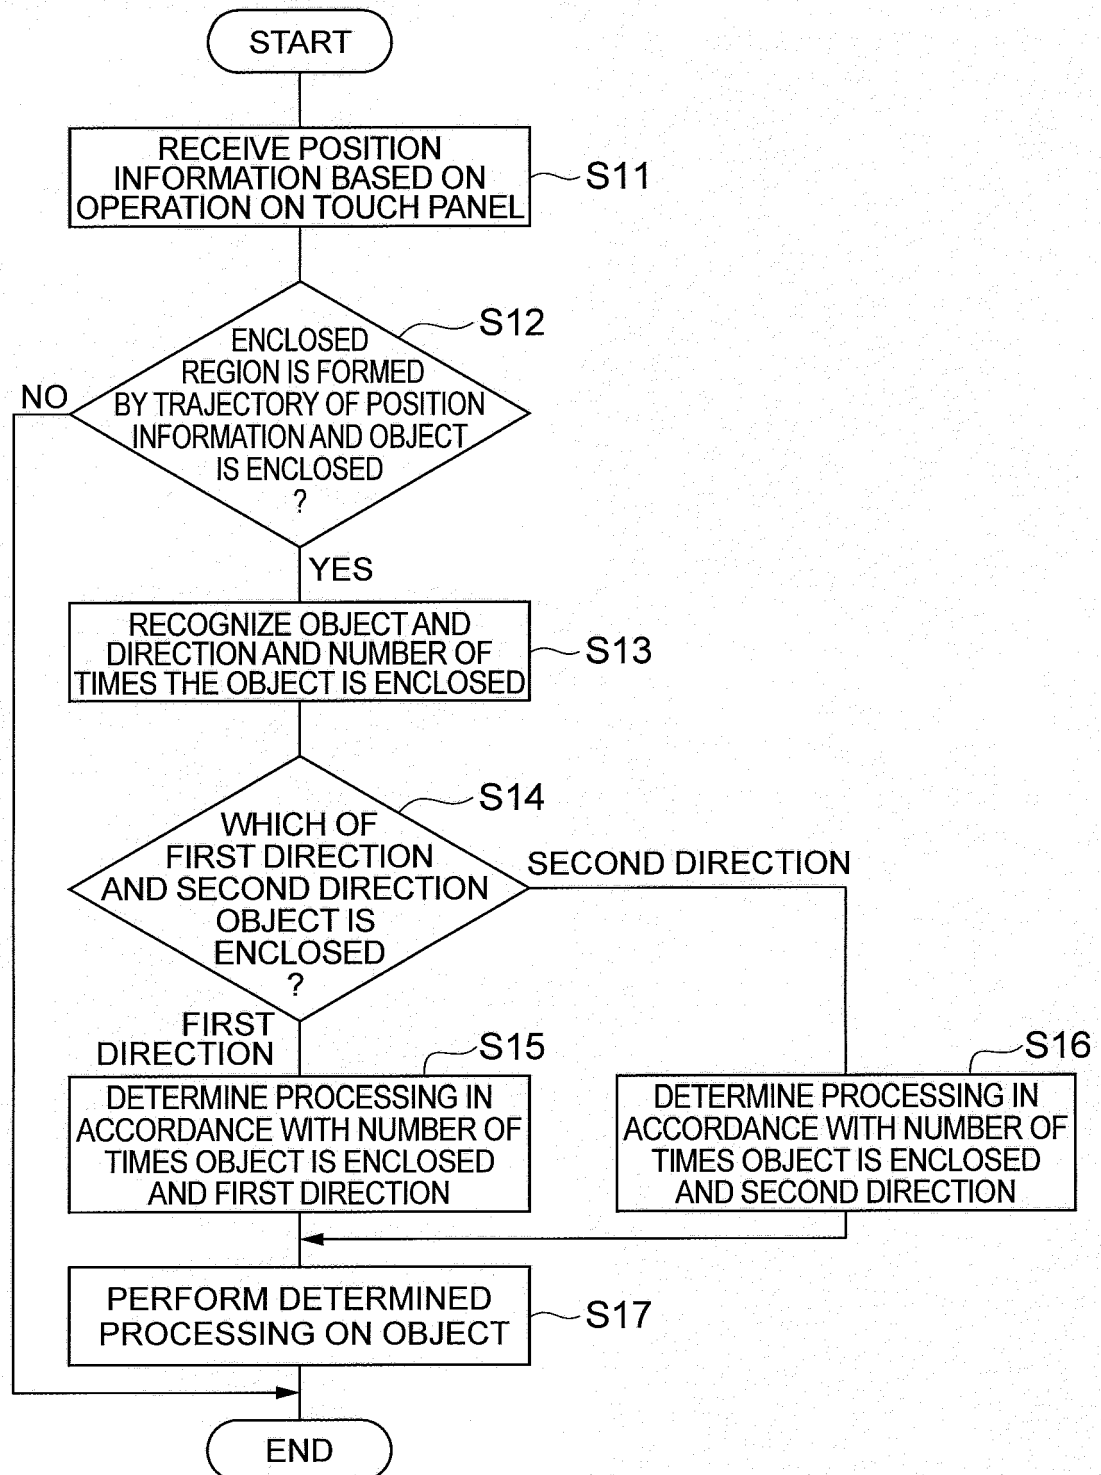 START
RECEIVE POSITION
INFORMATION BASED ON
OPERATION ON TOUCH PANEL
S11
S12
ENCLOSED
REGION IS FORMED
BY TRAJECTORY OF POSITION
INFORMATION AND OBJECT
IS ENCLOSED
?
NO
YES
RECOGNIZE OBJECT AND
DIRECTION AND NUMBER OF
TIMES THE OBJECT IS ENCLOSED
S13
S14
WHICH OF
FIRST DIRECTION
AND SECOND DIRECTION
OBJECT IS
ENCLOSED
?
SECOND DIRECTION
FIRST
DIRECTION
S15
DETERMINE PROCESSING IN
ACCORDANCE WITH NUMBER OF
TIMES OBJECT IS ENCLOSED
AND FIRST DIRECTION
S16
DETERMINE PROCESSING IN
ACCORDANCE WITH NUMBER OF
TIMES OBJECT IS ENCLOSED
AND SECOND DIRECTION
PERFORM DETERMINED
PROCESSING ON OBJECT
S17
END